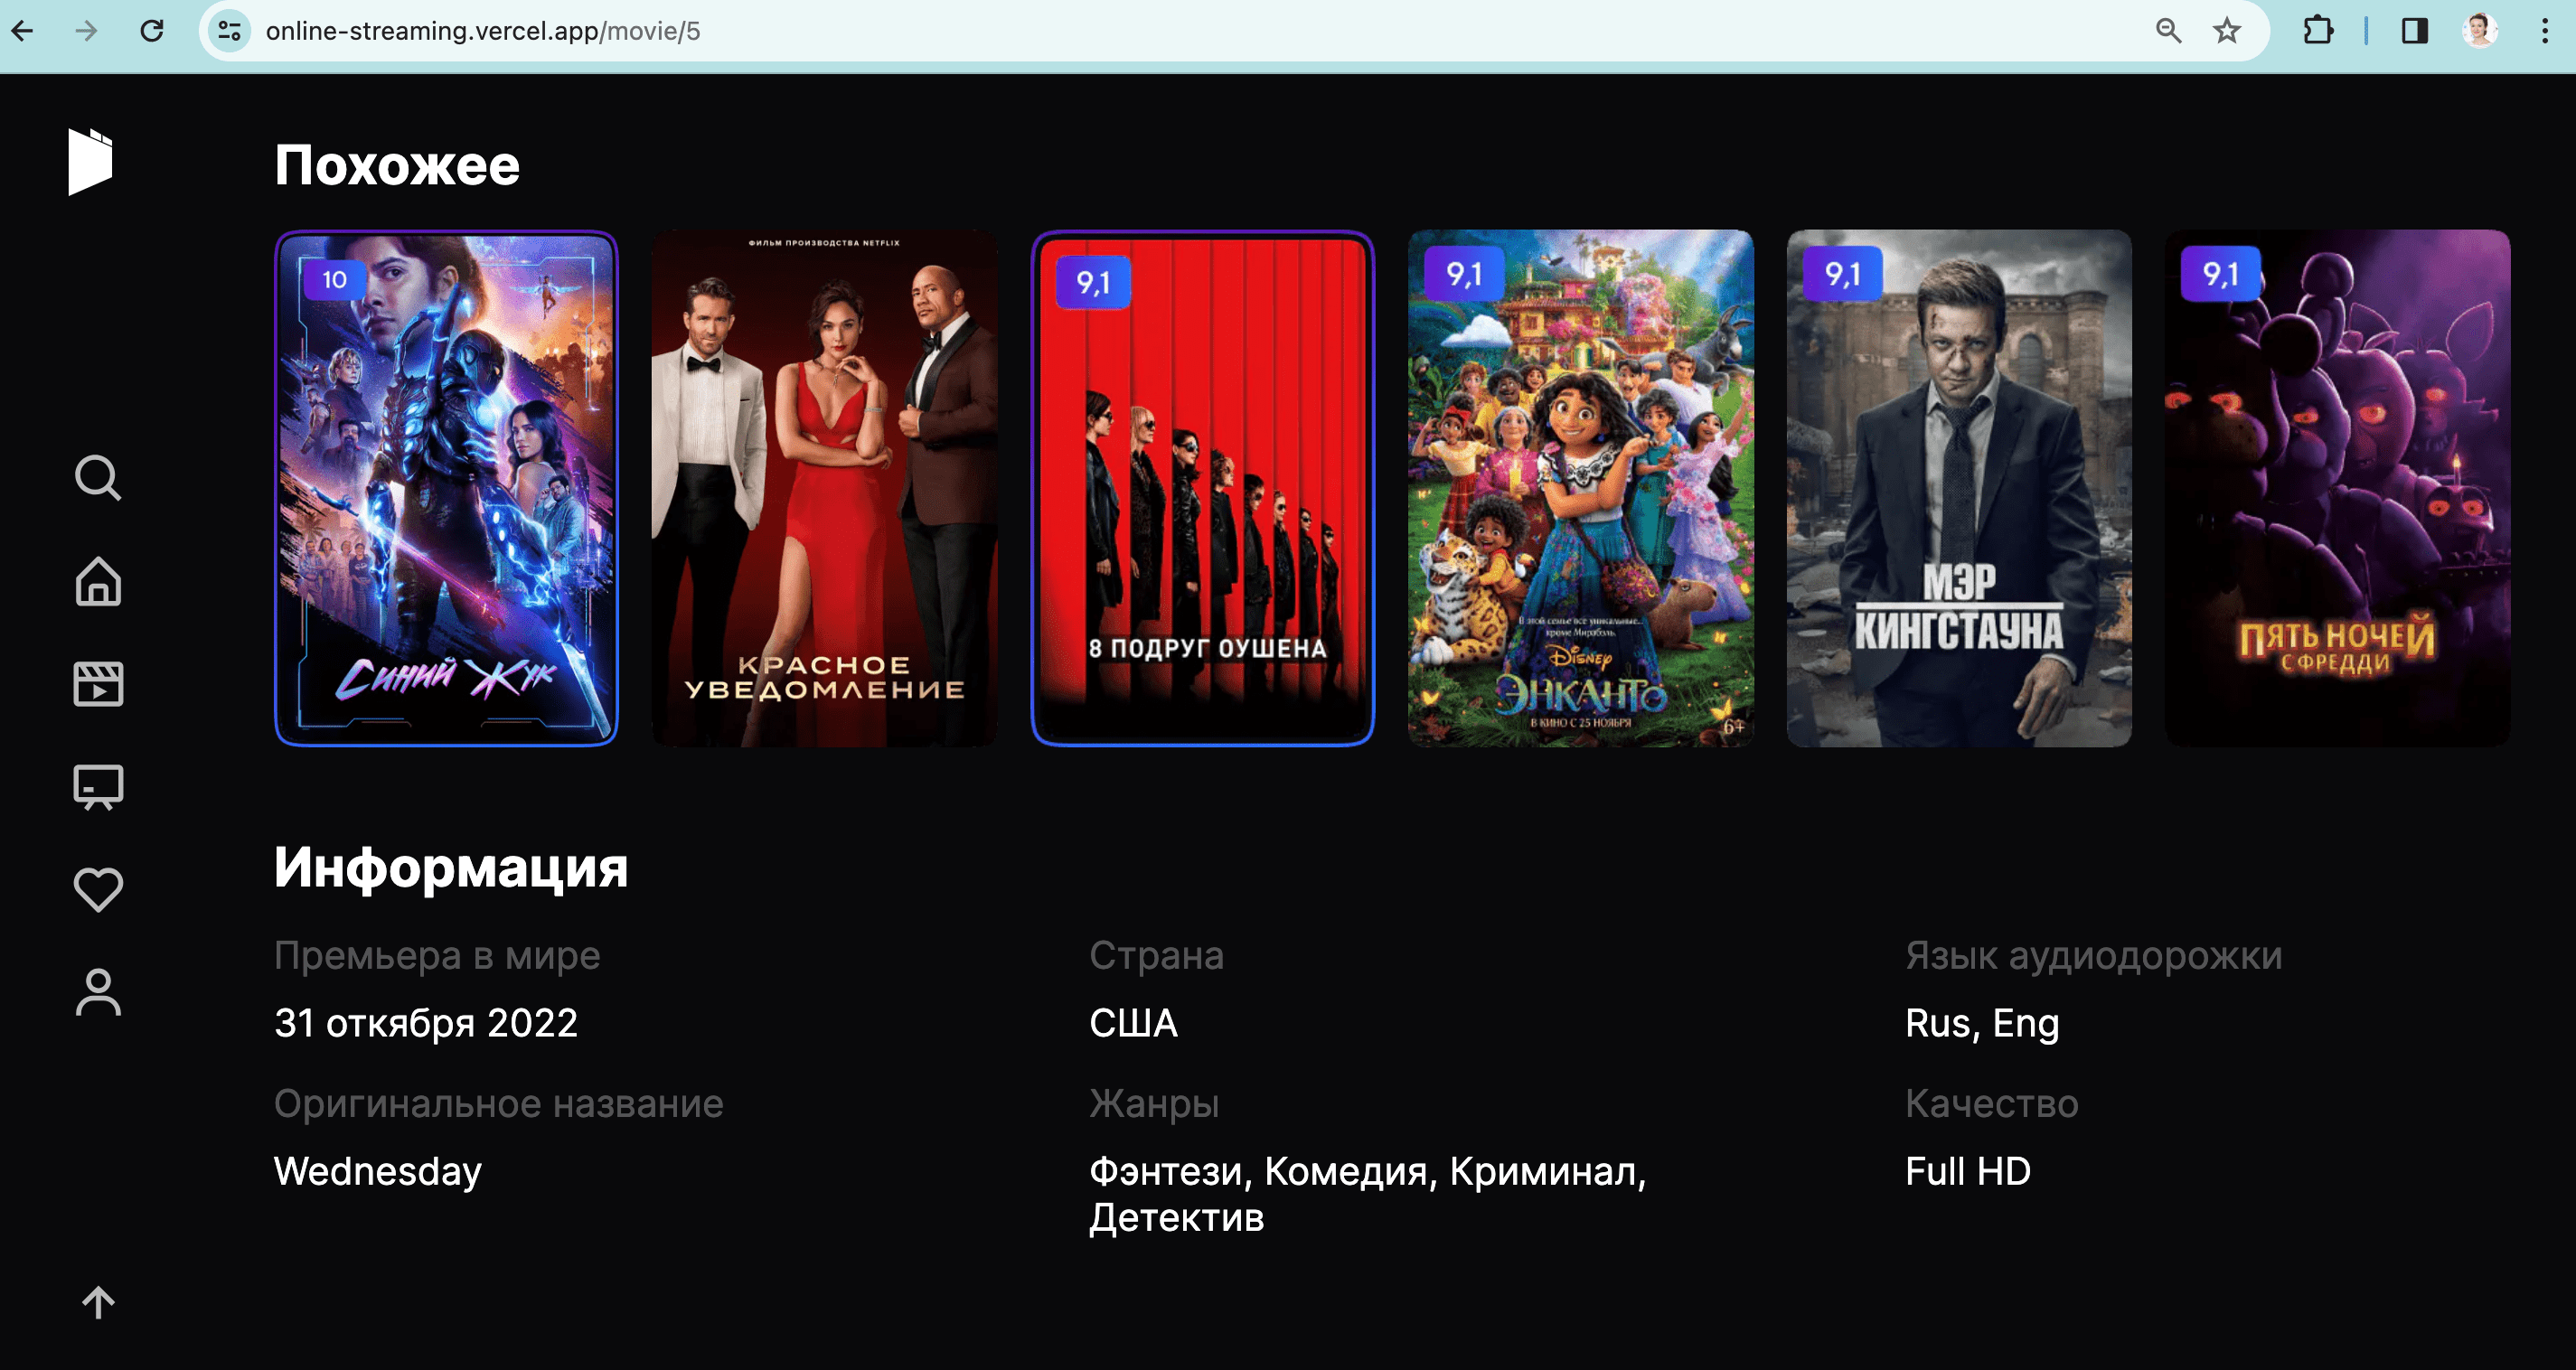 online-streaming.vercel.app/movie/5
Похожее
10
СИНИЙ ЖУК
ФИЛЬМ ПРОИЗВОДСТВА NETFLIX
КРАСНОЕ
УВЕДОМЛЕНИЕ
9,1
8 ПОДРУГ ОУШЕНА
9,1
В этой семье все уникальные...
кроме Мирабель.
Disney
ЭНКАНТО
В КИНО С 25 НОЯБРЯ
6+
9,1
МЭР
КИНГСТАУНА
9,1
ПЯТЬ НОЧЕЙ
С ФРЕДДИ
Информация
Премьера в мире
31 откября 2022
Страна
США
Язык аудиодорожки
Rus, Eng
Оригинальное название
Wednesday
Жанры
Фэнтези, Комедия, Криминал,
Детектив
Качество
Full HD